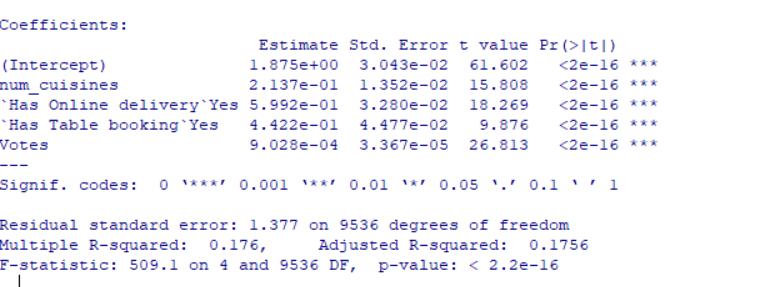 Coefficients:
Estimate Std. Error t value Pr(>|t|)
(Intercept) 1.875e+00 3.043e-02 61.602 <2e-16 ***
num_cuisines 2.137e-01 1.352e-02 15.808 <2e-16 ***
`Has Online delivery`Yes 5.992e-01 3.280e-02 18.269 <2e-16 ***
`Has Table booking`Yes 4.422e-01 4.477e-02 9.876 <2e-16 ***
Votes 9.028e-04 3.367e-05 26.813 <2e-16 ***
---
Signif. codes: 0 ‘***’ 0.001 ‘**’ 0.01 ‘*’ 0.05 ‘.’ 0.1 ‘ ’ 1
Residual standard error: 1.377 on 9536 degrees of freedom
Multiple R-squared: 0.176, Adjusted R-squared: 0.1756
F-statistic: 509.1 on 4 and 9536 DF, p-value: < 2.2e-16